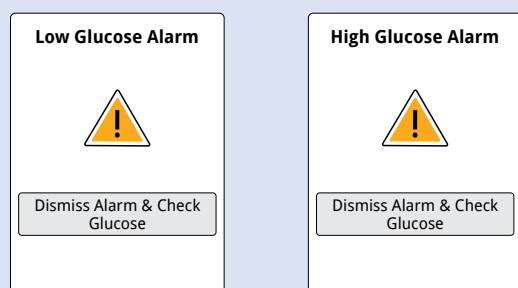 Low Glucose Alarm
!
Dismiss Alarm & Check
Glucose
High Glucose Alarm
!
Dismiss Alarm & Check
Glucose